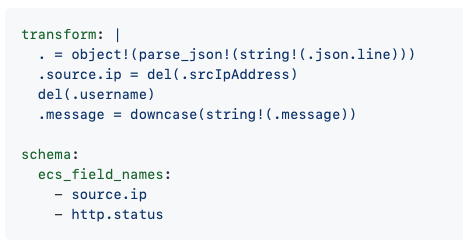 transform: |
  . = object!(parse_json!(string!(.json.line)))
  .source.ip = del(.srcIpAddress)
  del(.username)
  .message = downcase(string!(.message))

schema:
  ecs_field_names:
    - source.ip
    - http.status